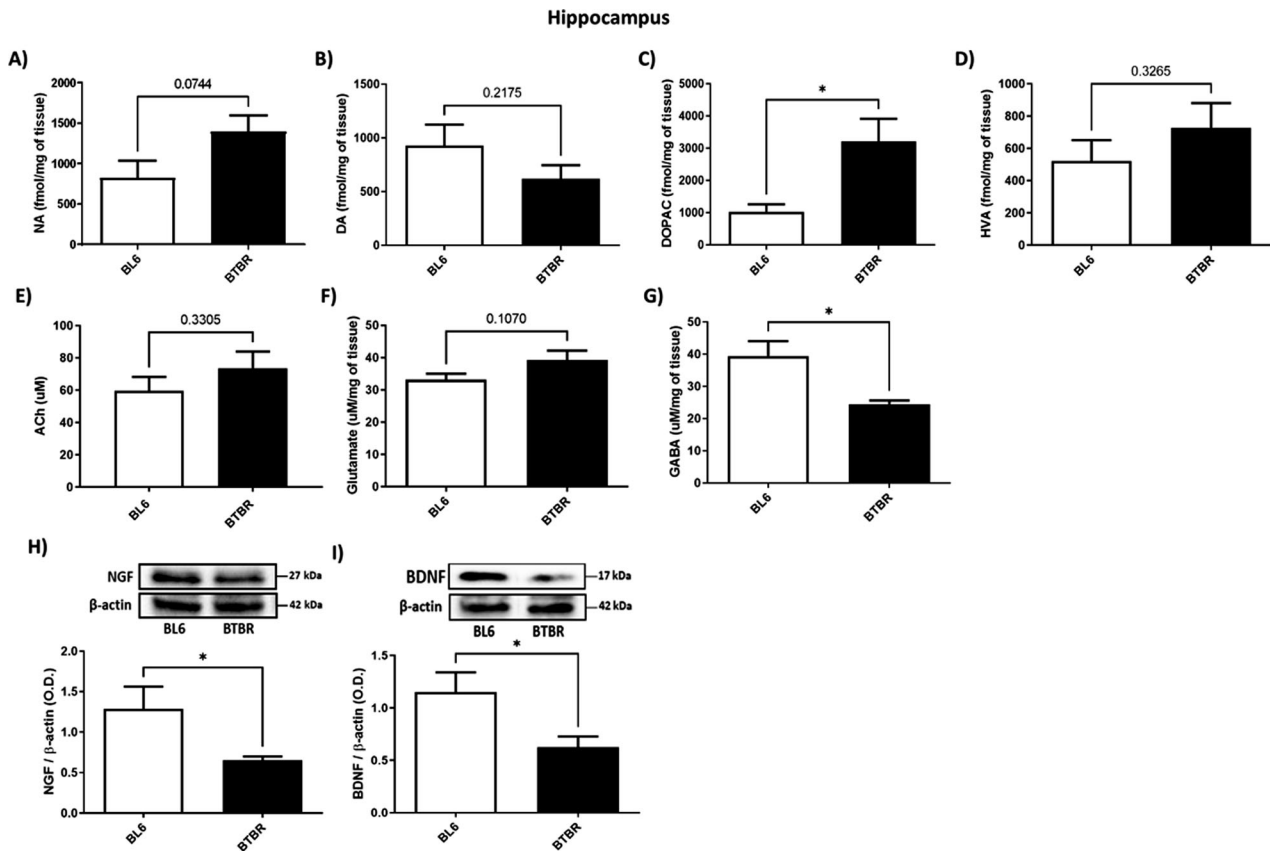 Hippocampus
A)
NA (fmol/mg of tissue)
2000
1500
1000
500
0
0.0744
BL6
BTBR
B)
DA (fmol/mg of tissue)
1500
1000
500
0
0.2175
BL6
BTBR
C)
DOPAC (fmol/mg of tissue)
5000
4000
3000
2000
1000
0
*
BL6
BTBR
D)
HVA (fmol/mg of tissue)
1000
800
600
400
200
0
0.3265
BL6
BTBR
E)
ACh (uM)
100
80
60
40
20
0
0.3305
BL6
BTBR
F)
Glutamate (uM/mg of tissue)
50
40
30
20
10
0
0.1070
BL6
BTBR
G)
GABA (uM/mg of tissue)
50
40
30
20
10
0
*
BL6
BTBR
H)
NGF
27 kDa
β-actin
42 kDa
BL6 BTBR
NGF / β-actin (O.D.)
2.0
1.5
1.0
0.5
0.0
*
BL6
BTBR
I)
BDNF
17 kDa
β-actin
42 kDa
BL6 BTBR
BDNF / β-actin (O.D.)
1.5
1.0
0.5
0.0
*
BL6
BTBR